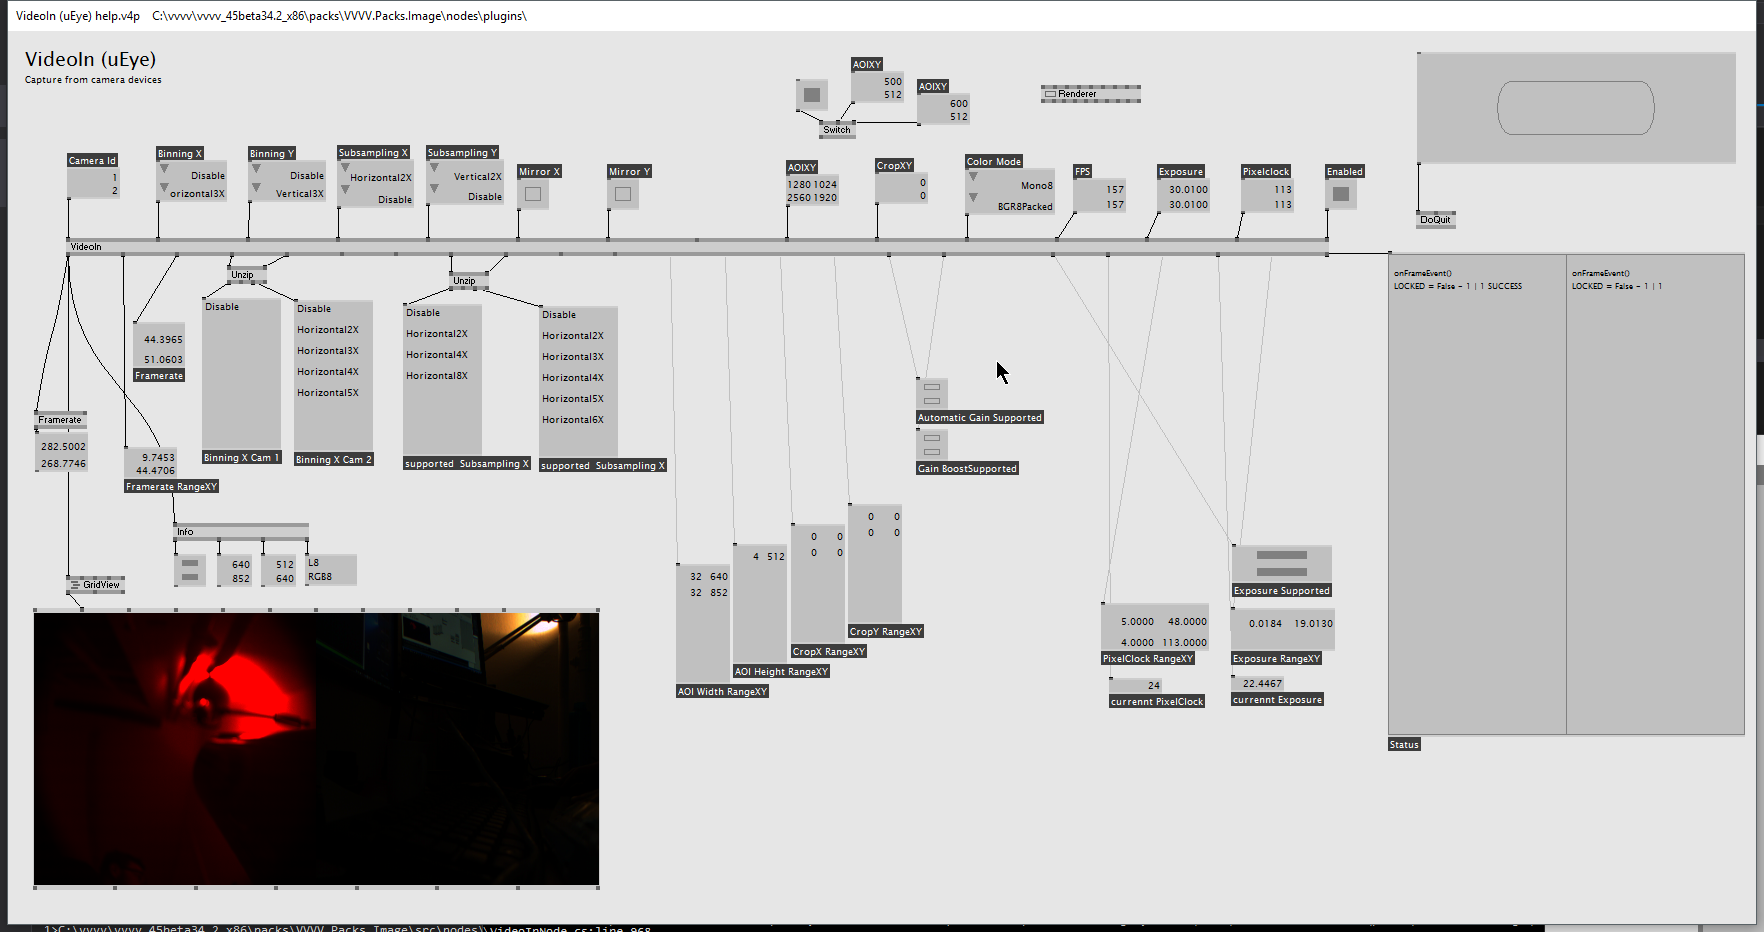 VideoIn (uEye) help.v4p    C:\vvvv\vvvv_45beta34.2_x86\packs\VVVV.Packs.Image\nodes\plugins\
VideoIn (uEye)
Capture from camera devices
AOIXY
500
512
AOIXY
600
512
Switch
Renderer
Camera Id
1
2
Binning X
Disable
orizontal3X
Binning Y
Disable
Vertical3X
Subsampling X
Horizontal2X
Disable
Subsampling Y
Vertical2X
Disable
Mirror X
Mirror Y
AOIXY
1280 1024
2560 1920
CropXY
0
0
Color Mode
Mono8
BGR8Packed
FPS
157
157
Exposure
30.0100
30.0100
Pixelclock
113
113
Enabled
DoQuit
VideoIn
Unzip
Unzip
44.3965
51.0603
Framerate
Disable
Binning X Cam 1
Disable
Horizontal2X
Horizontal3X
Horizontal4X
Horizontal5X
Binning X Cam 2
Disable
Horizontal2X
Horizontal4X
Horizontal8X
supported  Subsampling X
Disable
Horizontal2X
Horizontal3X
Horizontal4X
Horizontal5X
Horizontal6X
supported  Subsampling X
Framerate
282.5002
268.7746
9.7453
44.4706
Framerate RangeXY
Info
640
852
512
640
L8
RGB8
GridView
Automatic Gain Supported
Gain BoostSupported
32 640
32 852
AOI Width RangeXY
4 512
AOI Height RangeXY
0 0
0 0
CropX RangeXY
0 0
0 0
CropY RangeXY
5.0000 48.0000
4.0000 113.0000
PixelClock RangeXY
24
currennt PixelClock
Exposure Supported
0.0184 19.0130
Exposure RangeXY
22.4467
currennt Exposure
onFrameEvent()
LOCKED = False - 1 | 1 SUCCESS
onFrameEvent()
LOCKED = False - 1 | 1
Status
1>C:\vvvv\vvvv_45beta34.2_x86\packs\VVVV.Packs.Image\src\nodes\\VideoInNode.cs:line 968